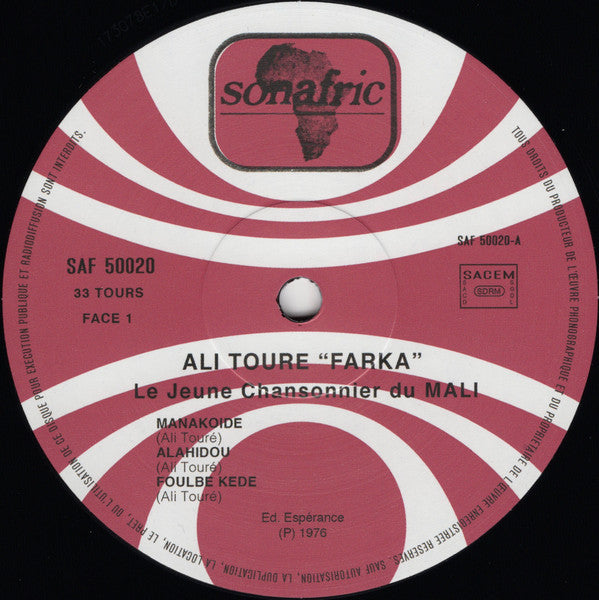 sonafric
SAF 50020
33 TOURS
FACE 1
SAF 50020-A
SACEM
SACD
SDRM
SGDL
ALI TOURE “FARKA”
Le Jeune Chansonnier du MALI
MANAKOIDE
(Ali Touré)
ALAHIDOU
(Ali Touré)
FOULBE KEDE
(Ali Touré)
Ed. Espérance
(P) 1976
TOUS DROITS DU PRODUCTEUR DE L'ŒUVRE PHONOGRAPHIQUE ET DU PROPRIETAIRE DE L'ŒUVRE ENREGISTREE RESERVES. SAUF AUTORISATION, LA DUPLICATION, LA LOCATION, LE PRET, OU L'UTILISATION DE CE DISQUE POUR EXECUTION PUBLIQUE ET RADIODIFFUSION SONT INTERDITS.